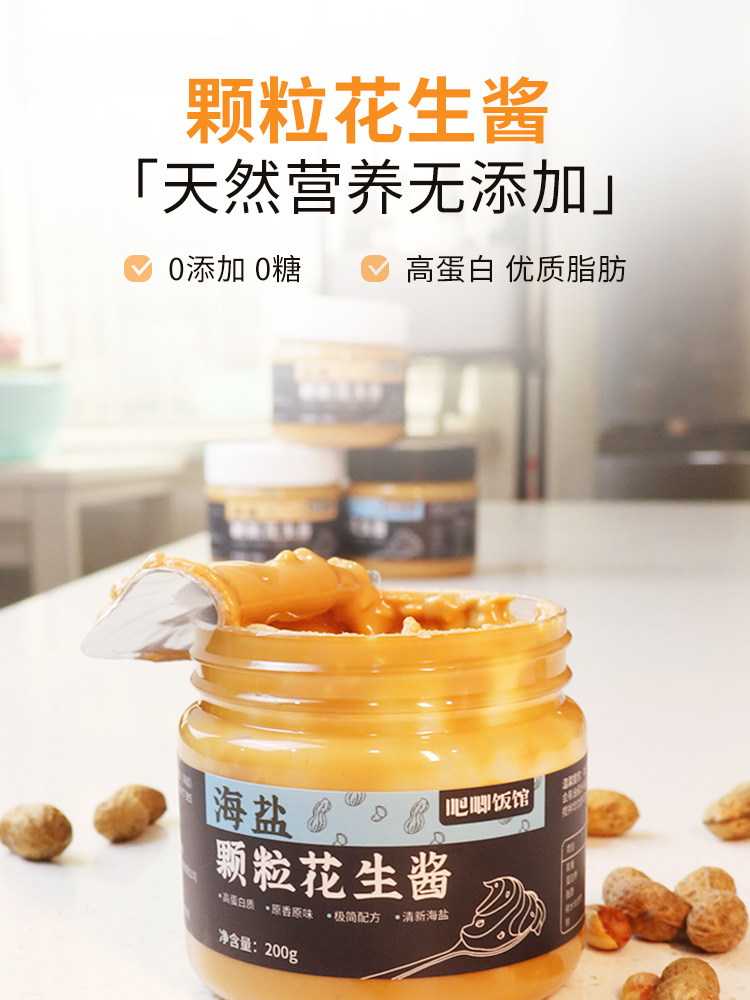 颗粒花生酱
「天然营养无添加」
0添加 0糖
高蛋白 优质脂肪
海盐
吧唧饭馆
颗粒花生酱
·高蛋白质 ·原香原味 ·极简配方 ·清新海盐
净含量：200g